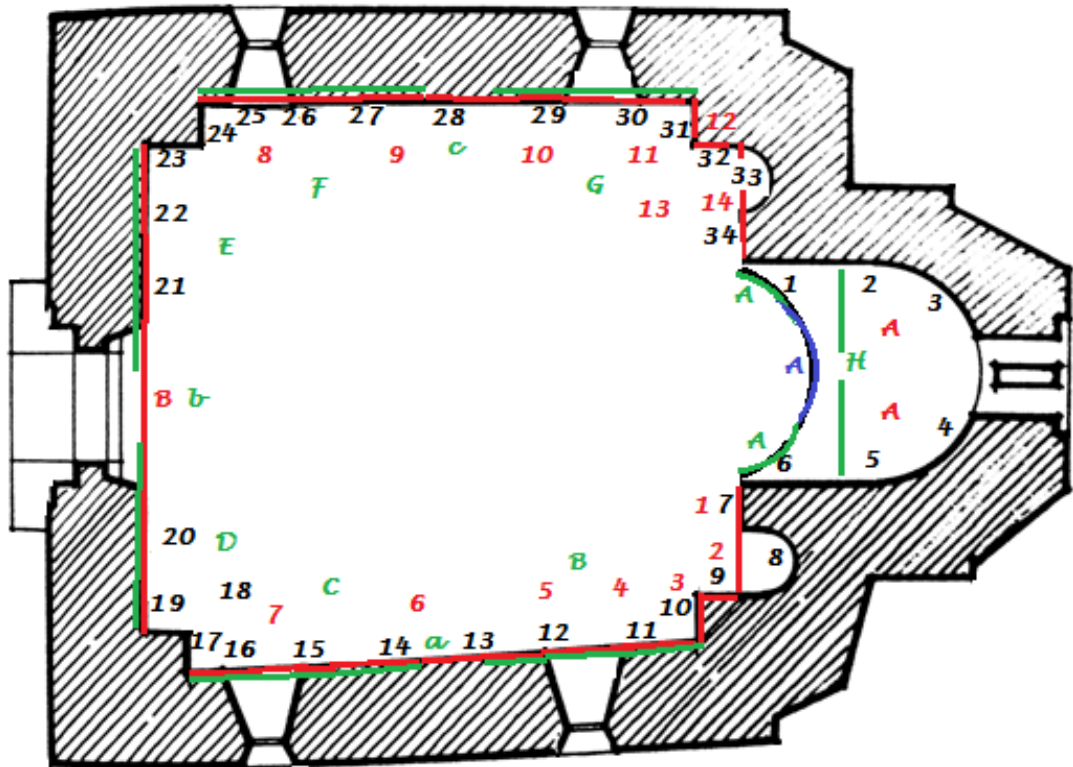 24 25 26 27 28 29 30 31 12
23 8 9 c 10 11 32 33
22 F G 13 14
34
E A 1 2 3
21 A
B b A H
A
20 D A 6 5 4
1 7
B 2 8
19 18 C 5 4 3 9
7 6 10
17 16 15 14 a 13 12 11